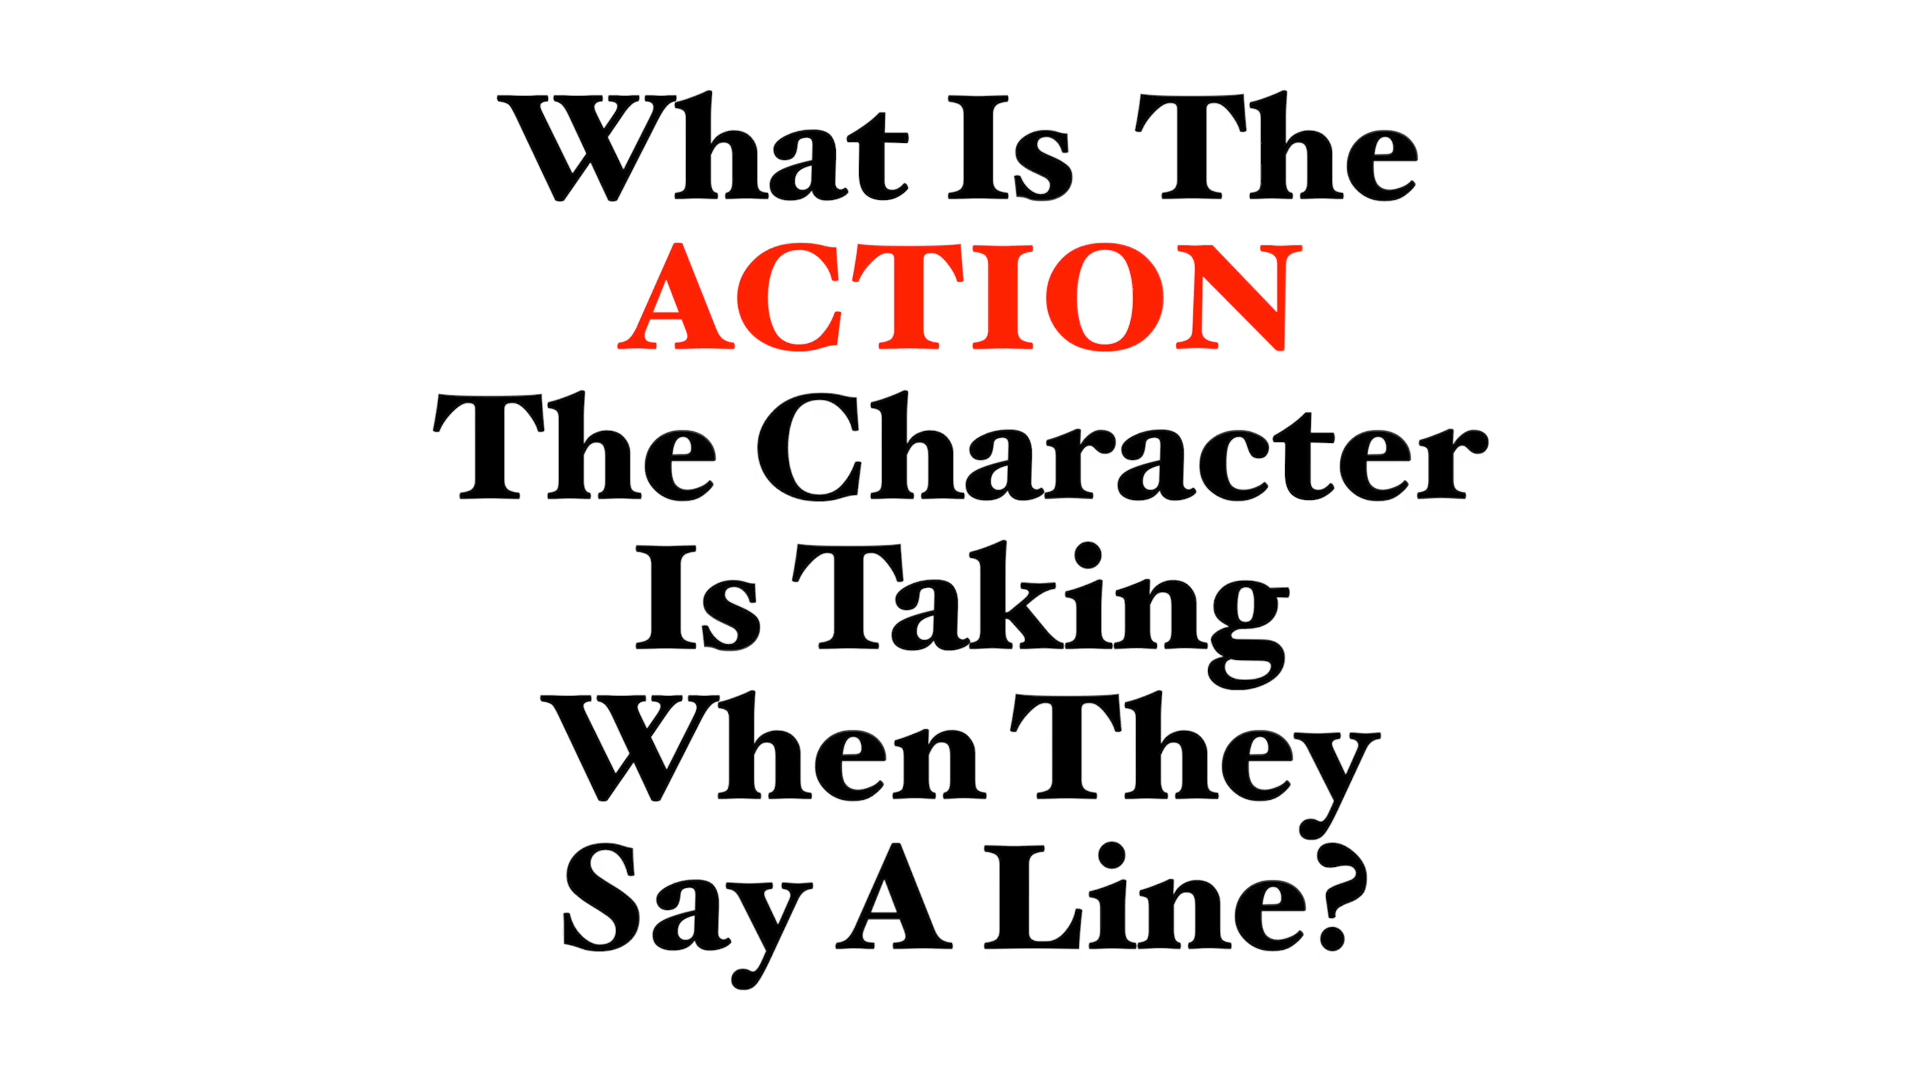 What Is The
ACTION
The Character
Is Taking
When They
Say A Line?